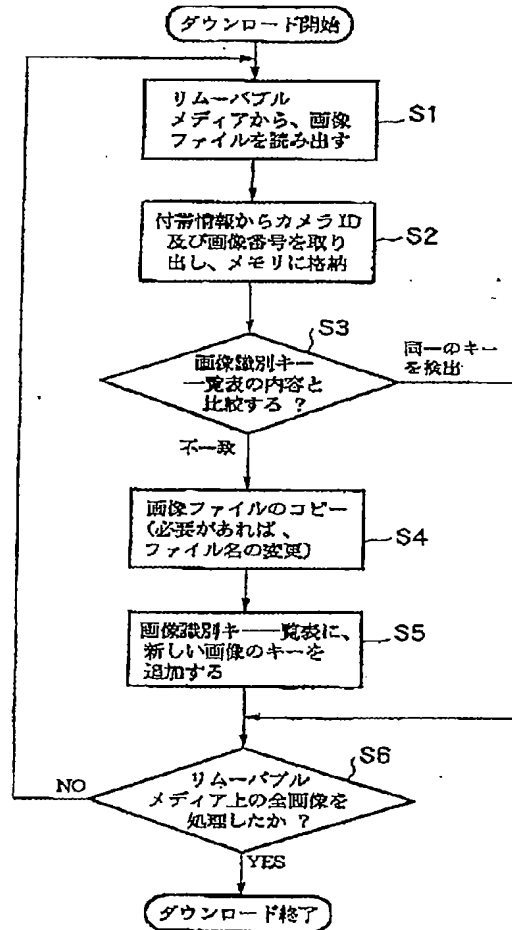 ダウンロード開始
リムーバブル
メディアから、画像
ファイルを読み出す
S1
付帯情報からカメラID
及び画像番号を取り
出し、メモリに格納
S2
S3
画像識別キー
一覧表の内容と
比較する ?
同一のキー
を検出
不一致
画像ファイルのコピー
(必要があれば、
ファイル名の変更)
S4
画像識別キー一覧表に、
新しい画像のキーを
追加する
S5
S6
リムーバブル
メディア上の全画像を
処理したか ?
NO
YES
ダウンロード終了